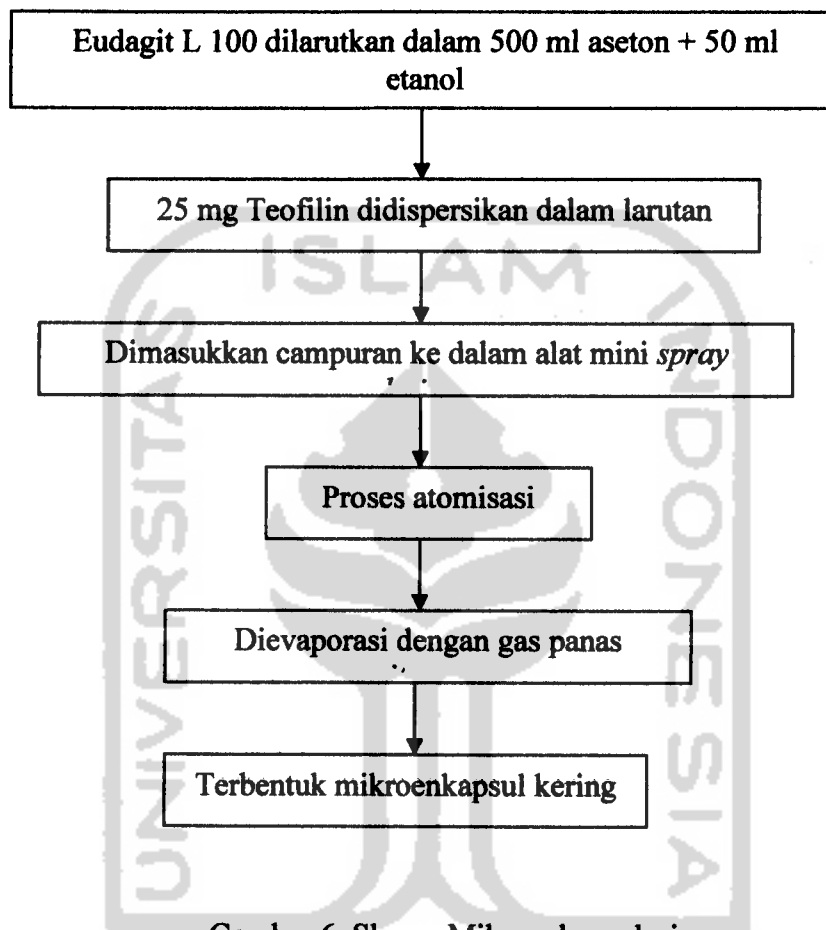 Eudagit L 100 dilarutkan dalam 500 ml aseton + 50 ml
etanol
25 mg Teofilin didispersikan dalam larutan
Dimasukkan campuran ke dalam alat mini spray
Proses atomisasi
Dievaporasi dengan gas panas
Terbentuk mikroenkapsul kering
UNIVERSITAS
ISLAM
INDONESIA